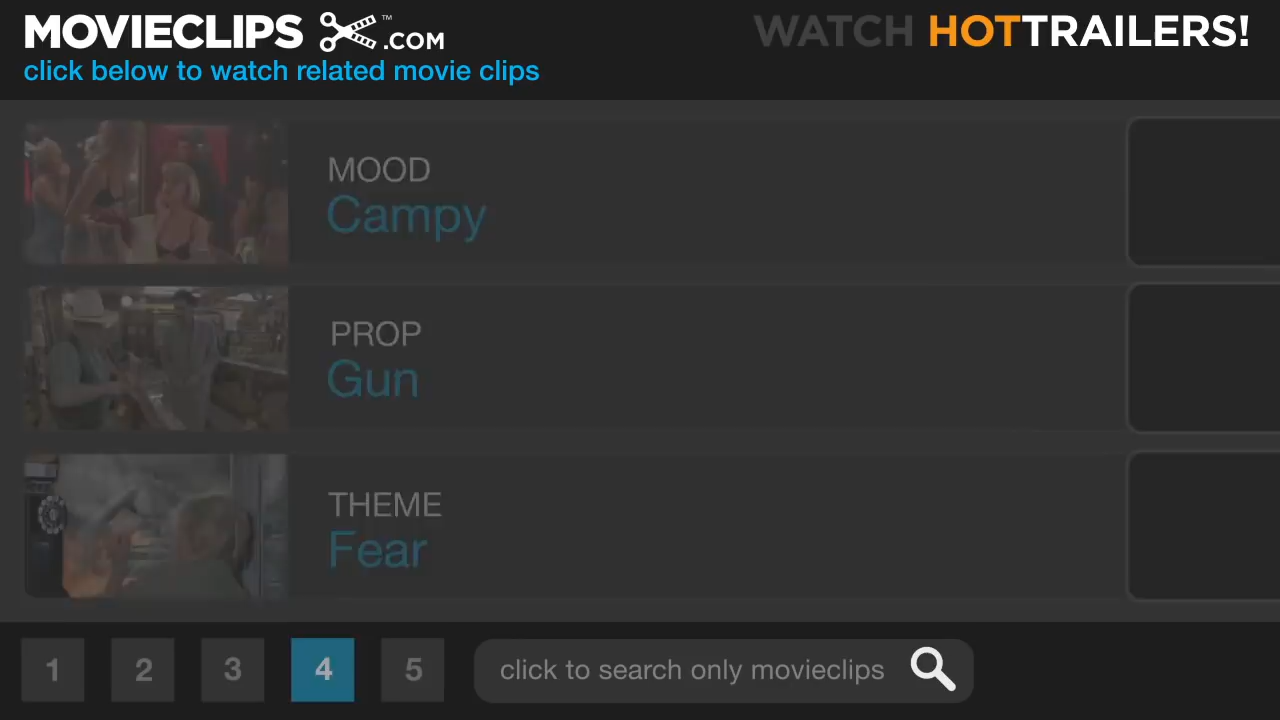 MOVIECLIPS ™ .COM
WATCH HOTTRAILERS!
click below to watch related movie clips
MOOD
Campy
PROP
Gun
THEME
Fear
1 2 3 4 5
click to search only movieclips